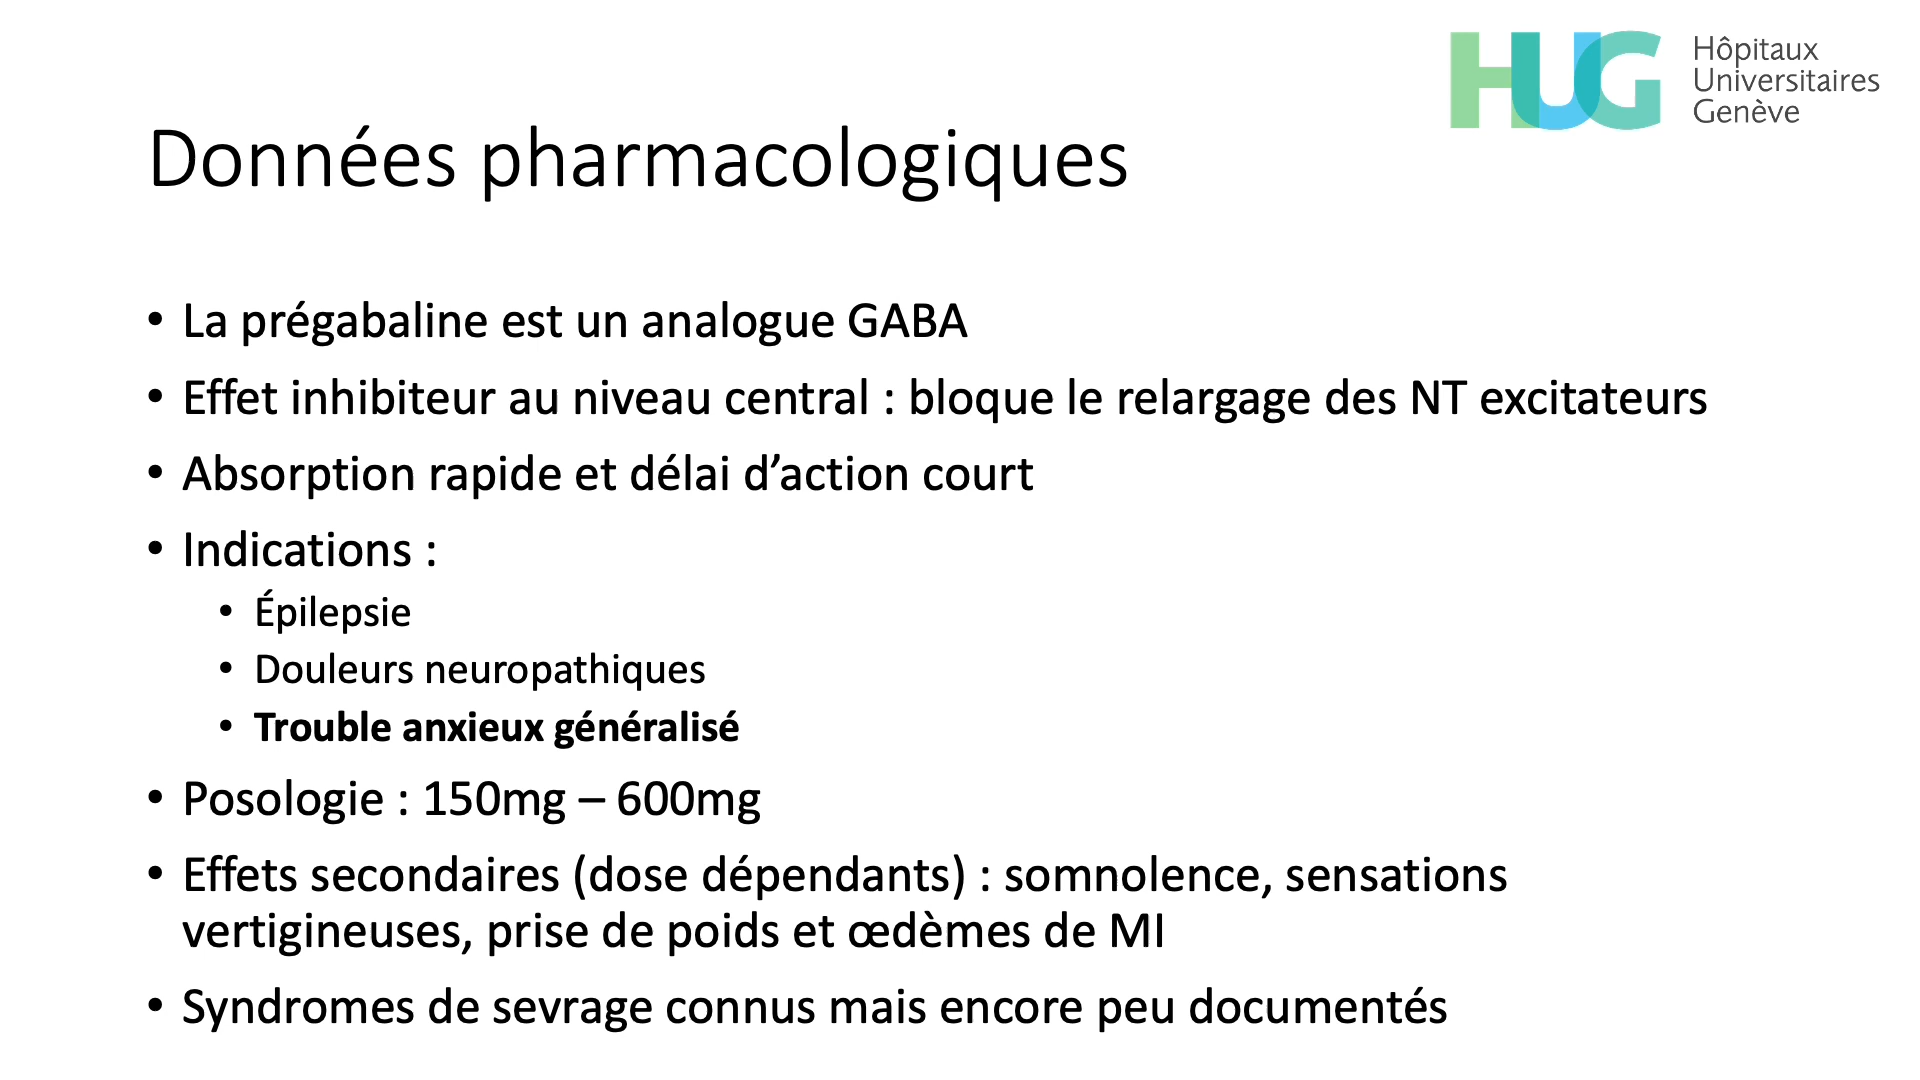 HUG
Hôpitaux
Universitaires
Genève
Données pharmacologiques
• La prégabaline est un analogue GABA
• Effet inhibiteur au niveau central : bloque le relargage des NT excitateurs
• Absorption rapide et délai d’action court
• Indications :
• Épilepsie
• Douleurs neuropathiques
• Trouble anxieux généralisé
• Posologie : 150mg – 600mg
• Effets secondaires (dose dépendants) : somnolence, sensations
vertigineuses, prise de poids et œdèmes de MI
• Syndromes de sevrage connus mais encore peu documentés